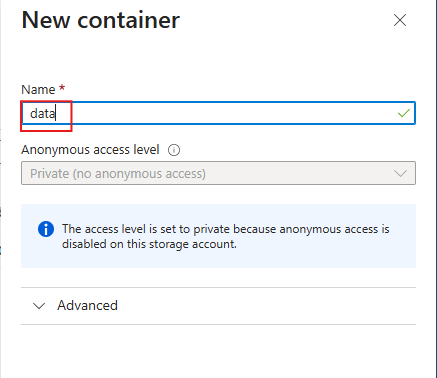 New container
Name *
data
Anonymous access level
Private (no anonymous access)
The access level is set to private because anonymous access is
disabled on this storage account.
Advanced